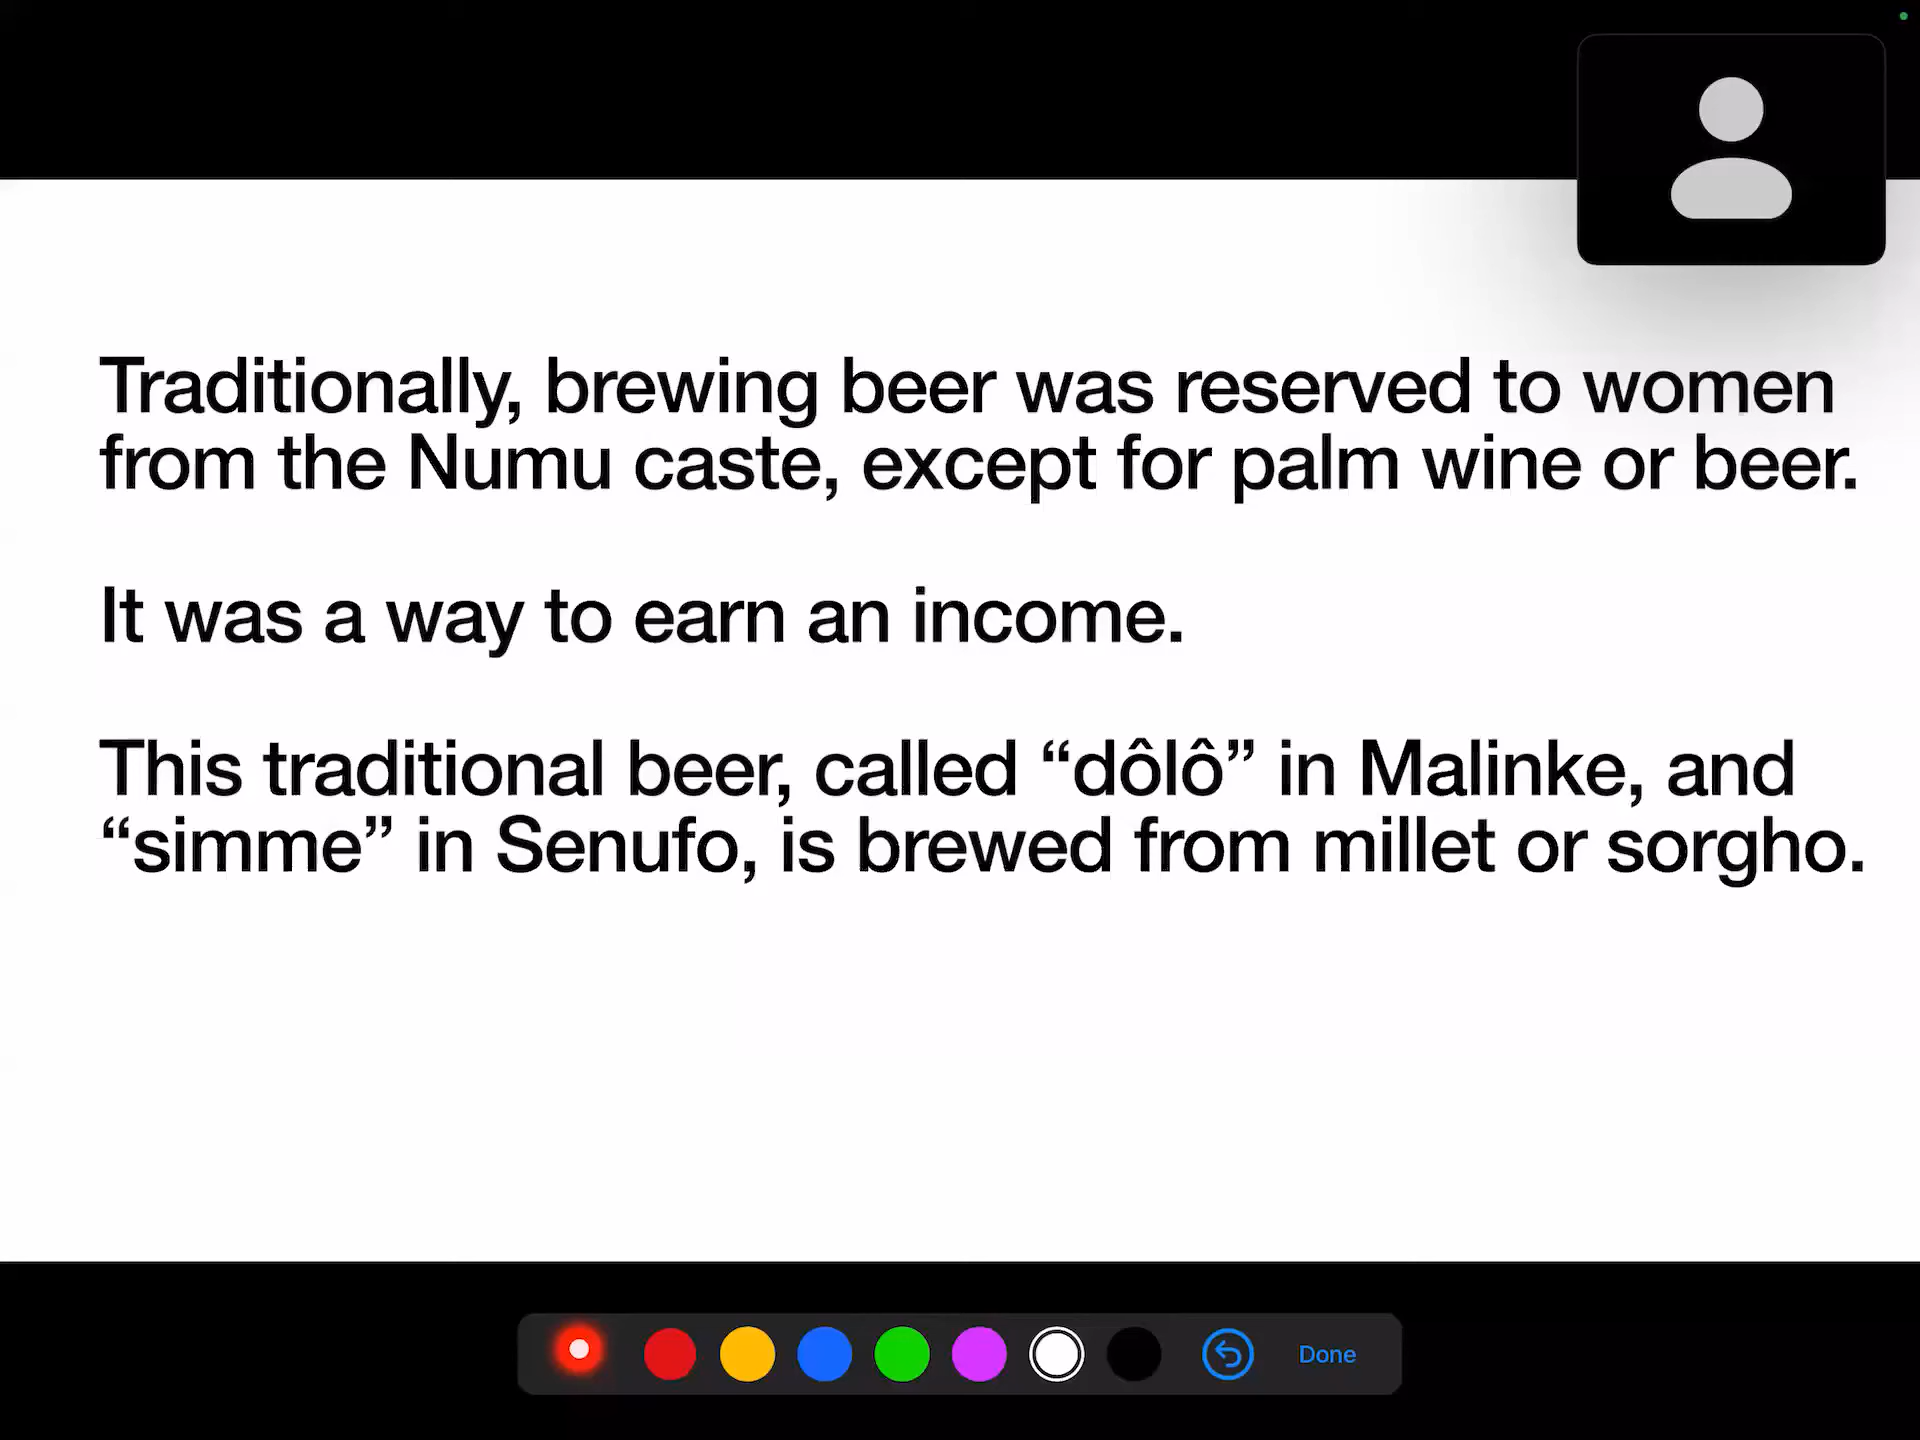 Traditionally, brewing beer was reserved to women
from the Numu caste, except for palm wine or beer.
It was a way to earn an income.
This traditional beer, called “dôlô” in Malinke, and
“simme” in Senufo, is brewed from millet or sorgho.
Done